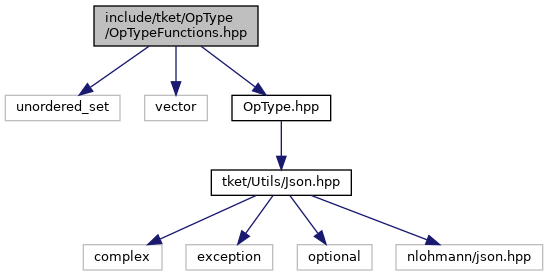 include/tket/OpType
/OpTypeFunctions.hpp
unordered_set
vector
OpType.hpp
tket/Utils/Json.hpp
complex
exception
optional
nlohmann/json.hpp